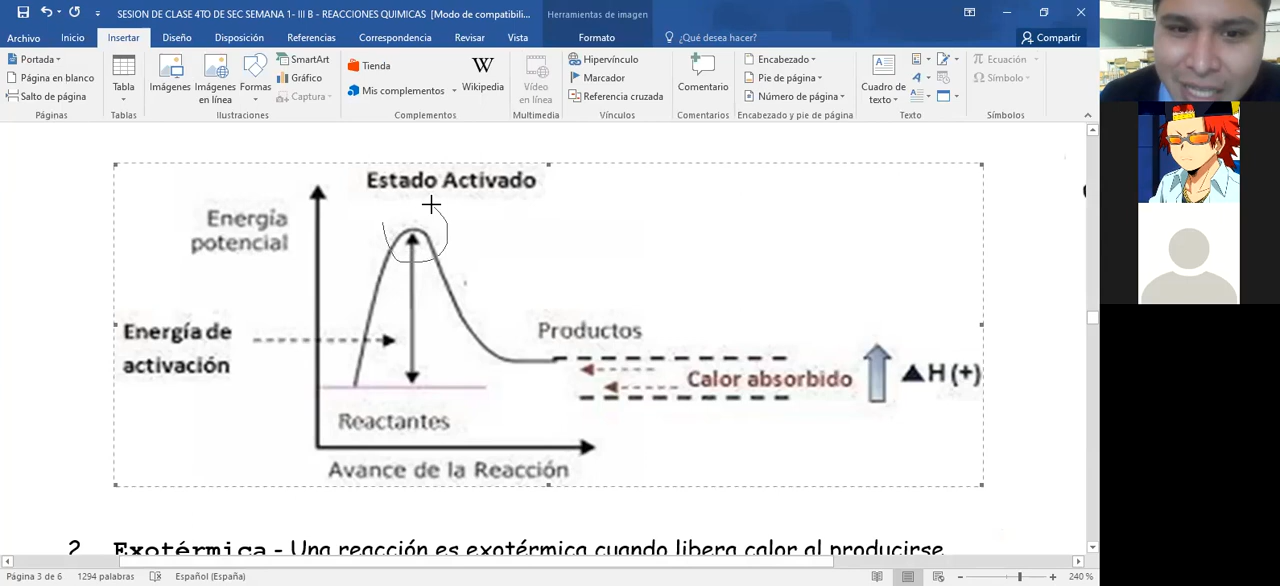 SESION DE CLASE 4TO DE SEC SEMANA 1- III B - REACCIONES QUIMICAS [Modo de compatibili...
Herramientas de imagen
Archivo Inicio Insertar Diseño Disposición Referencias Correspondencia Revisar Vista Formato ¿Qué desea hacer? Compartir
Portada
Página en blanco
Salto de página
Páginas
Tabla
Tablas
Imágenes
Imágenes en línea
Formas
SmartArt
Gráfico
Captura
Ilustraciones
Tienda
Mis complementos
Wikipedia
W
Complementos
Vídeo en línea
Multimedia
Hipervínculo
Marcador
Referencia cruzada
Vínculos
Comentario
Comentarios
Encabezado
Pie de página
Número de página
Encabezado y pie de página
Cuadro de texto
Texto
Ecuación
Símbolo
Símbolos
Estado Activado
Energía
potencial
Energía de
activación
Productos
Calor absorbido
▲H (+)
Reactantes
Avance de la Reacción
2. Exotérmica.- Una reacción es exotérmica cuando libera calor al producirse
Página 3 de 6 1294 palabras Español (España) 240 %